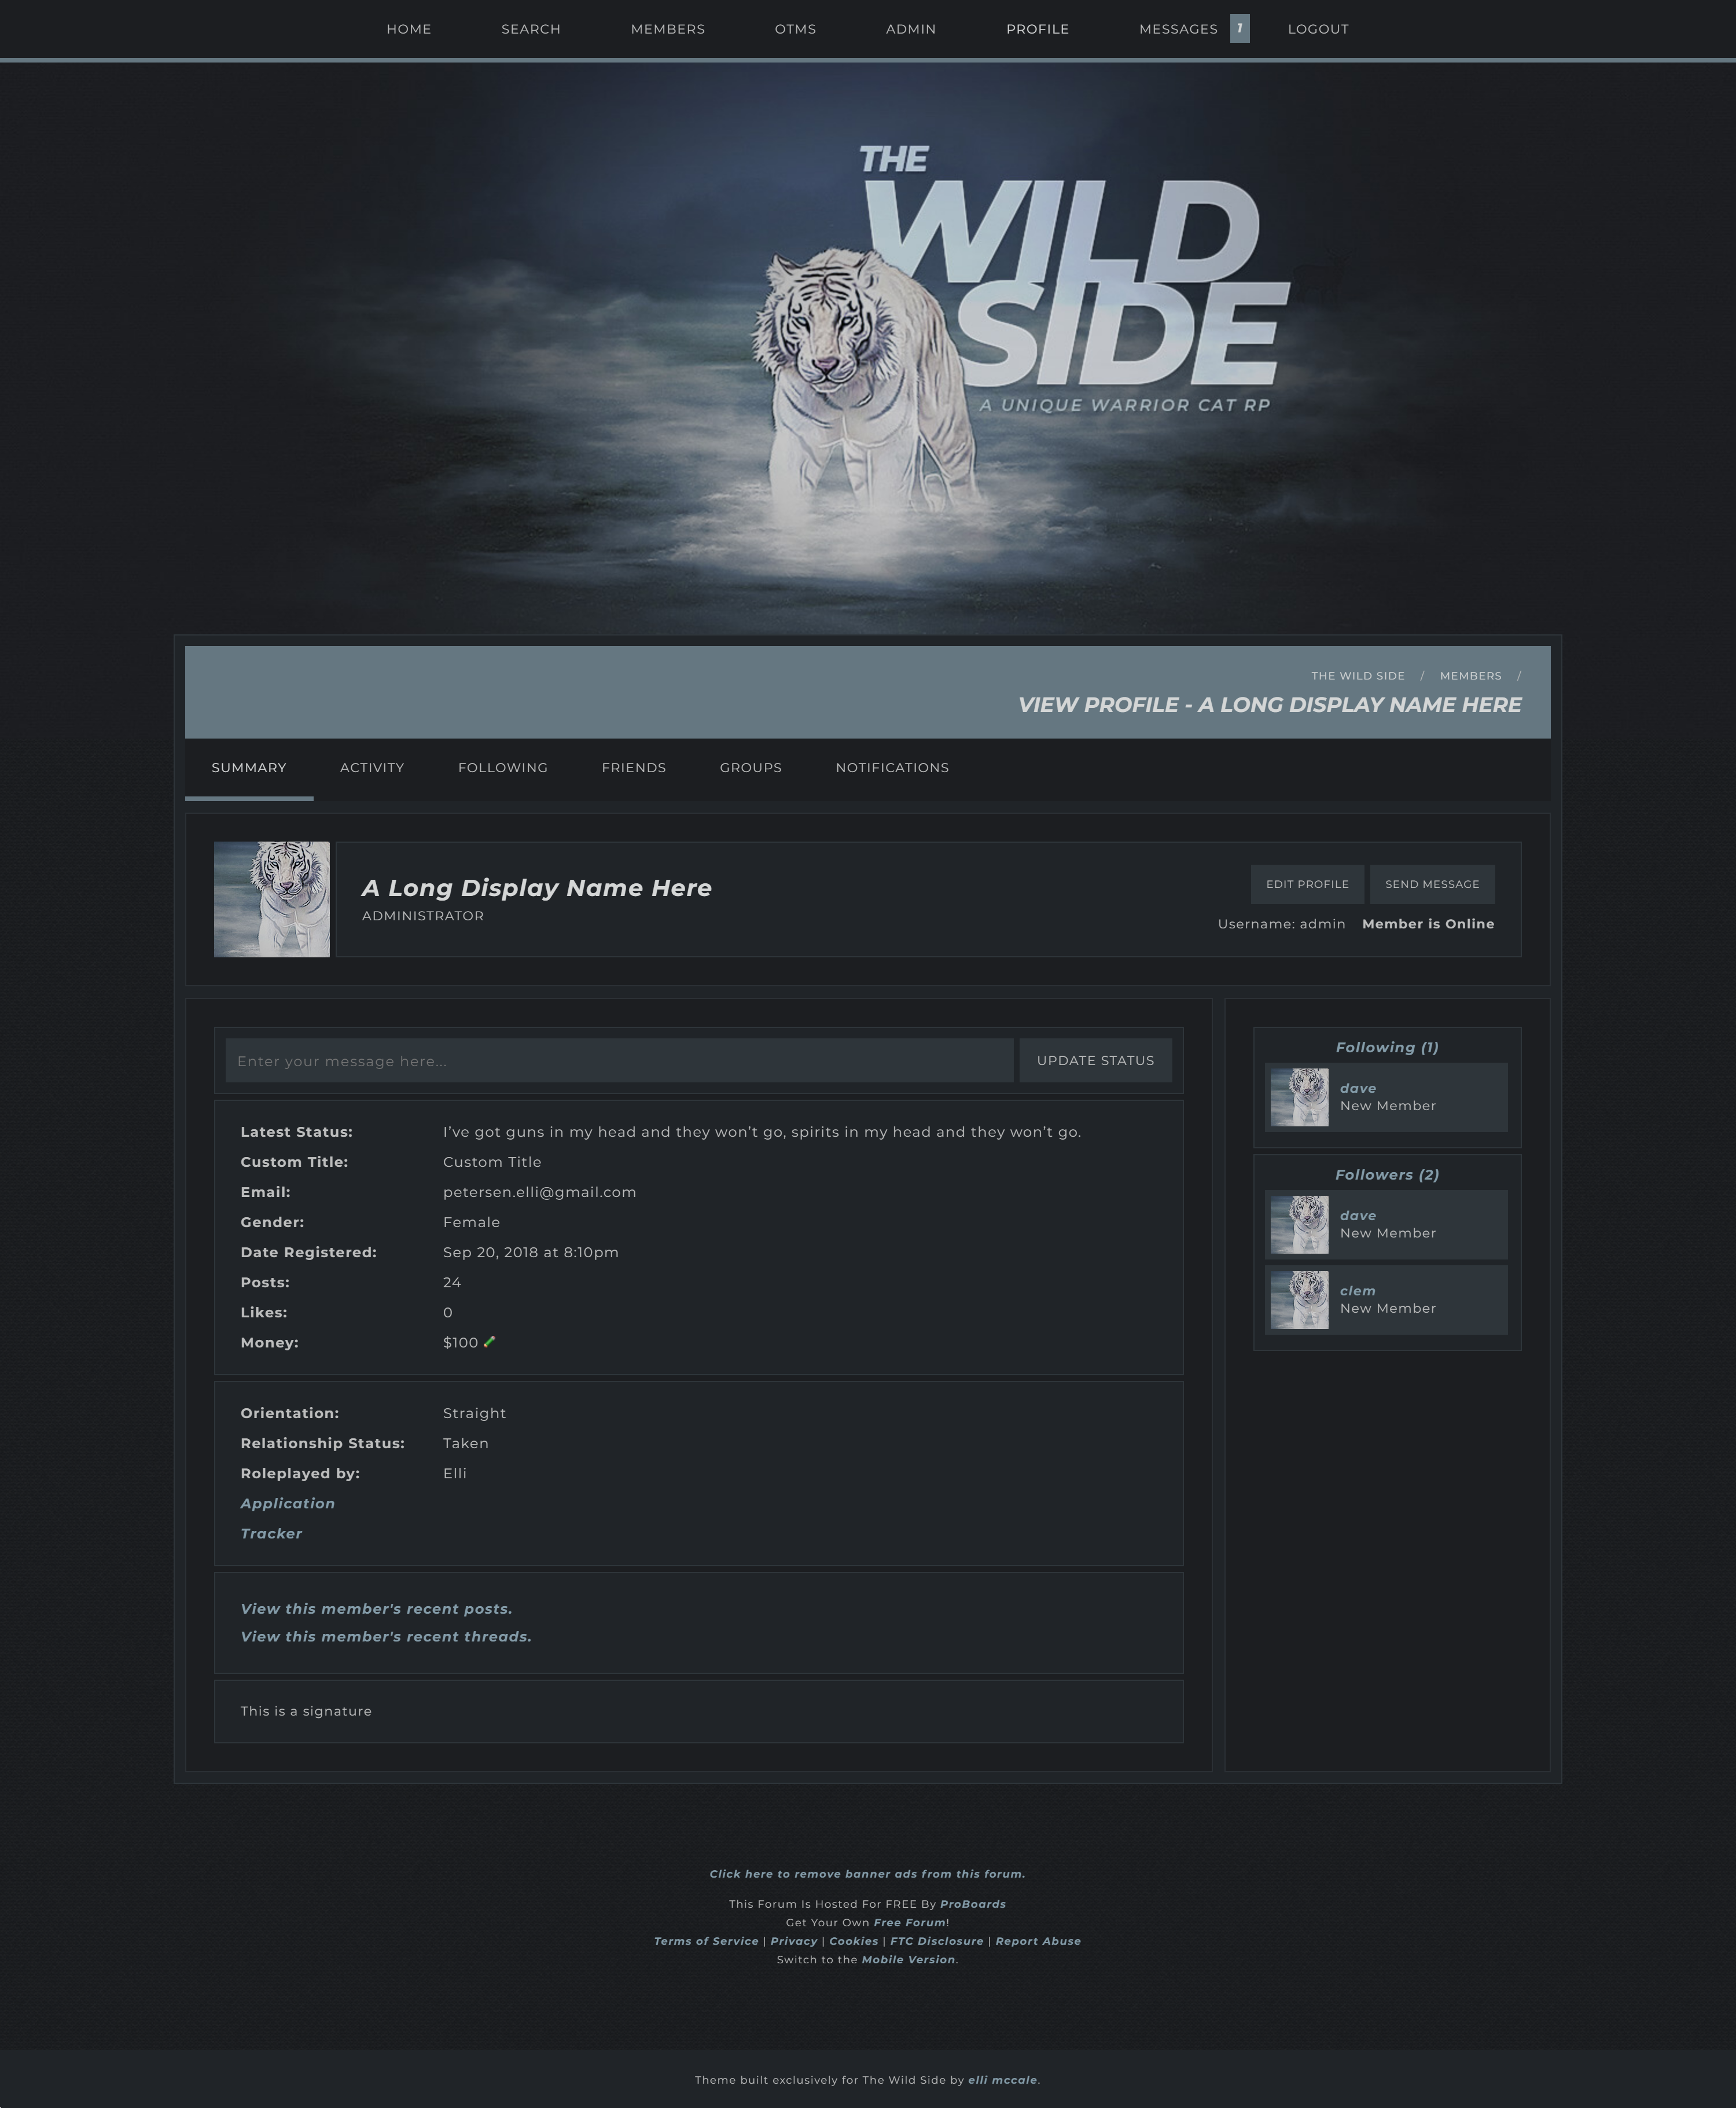 HOME SEARCH MEMBERS OTMS ADMIN PROFILE MESSAGES 1 LOGOUT
THE
WILD
SIDE
A UNIQUE WARRIOR CAT RP
THE WILD SIDE / MEMBERS /
VIEW PROFILE - A LONG DISPLAY NAME HERE
SUMMARY ACTIVITY FOLLOWING FRIENDS GROUPS NOTIFICATIONS
A Long Display Name Here
ADMINISTRATOR
EDIT PROFILE SEND MESSAGE
Username: admin Member is Online
Enter your message here... UPDATE STATUS
Latest Status: I've got guns in my head and they won't go, spirits in my head and they won't go.
Custom Title: Custom Title
Email: petersen.elli@gmail.com
Gender: Female
Date Registered: Sep 20, 2018 at 8:10pm
Posts: 24
Likes: 0
Money: $100
Orientation: Straight
Relationship Status: Taken
Roleplayed by: Elli
Application
Tracker
View this member's recent posts.
View this member's recent threads.
This is a signature
Following (1)
dave
New Member
Followers (2)
dave
New Member
clem
New Member
Click here to remove banner ads from this forum.
This Forum Is Hosted For FREE By ProBoards
Get Your Own Free Forum!
Terms of Service | Privacy | Cookies | FTC Disclosure | Report Abuse
Switch to the Mobile Version.
Theme built exclusively for The Wild Side by elli mccale.